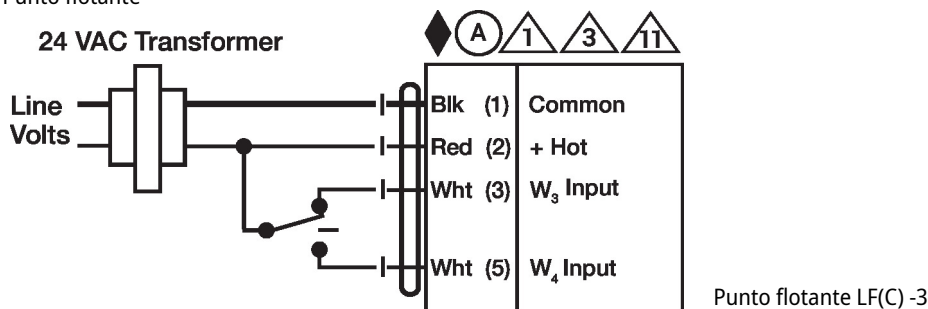 Punto flotante
24 VAC Transformer
A 1 3 11
Line
Volts
Blk (1) Common
Red (2) + Hot
Wht (3) W3 Input
Wht (5) W4 Input
Punto flotante LF(C) -3